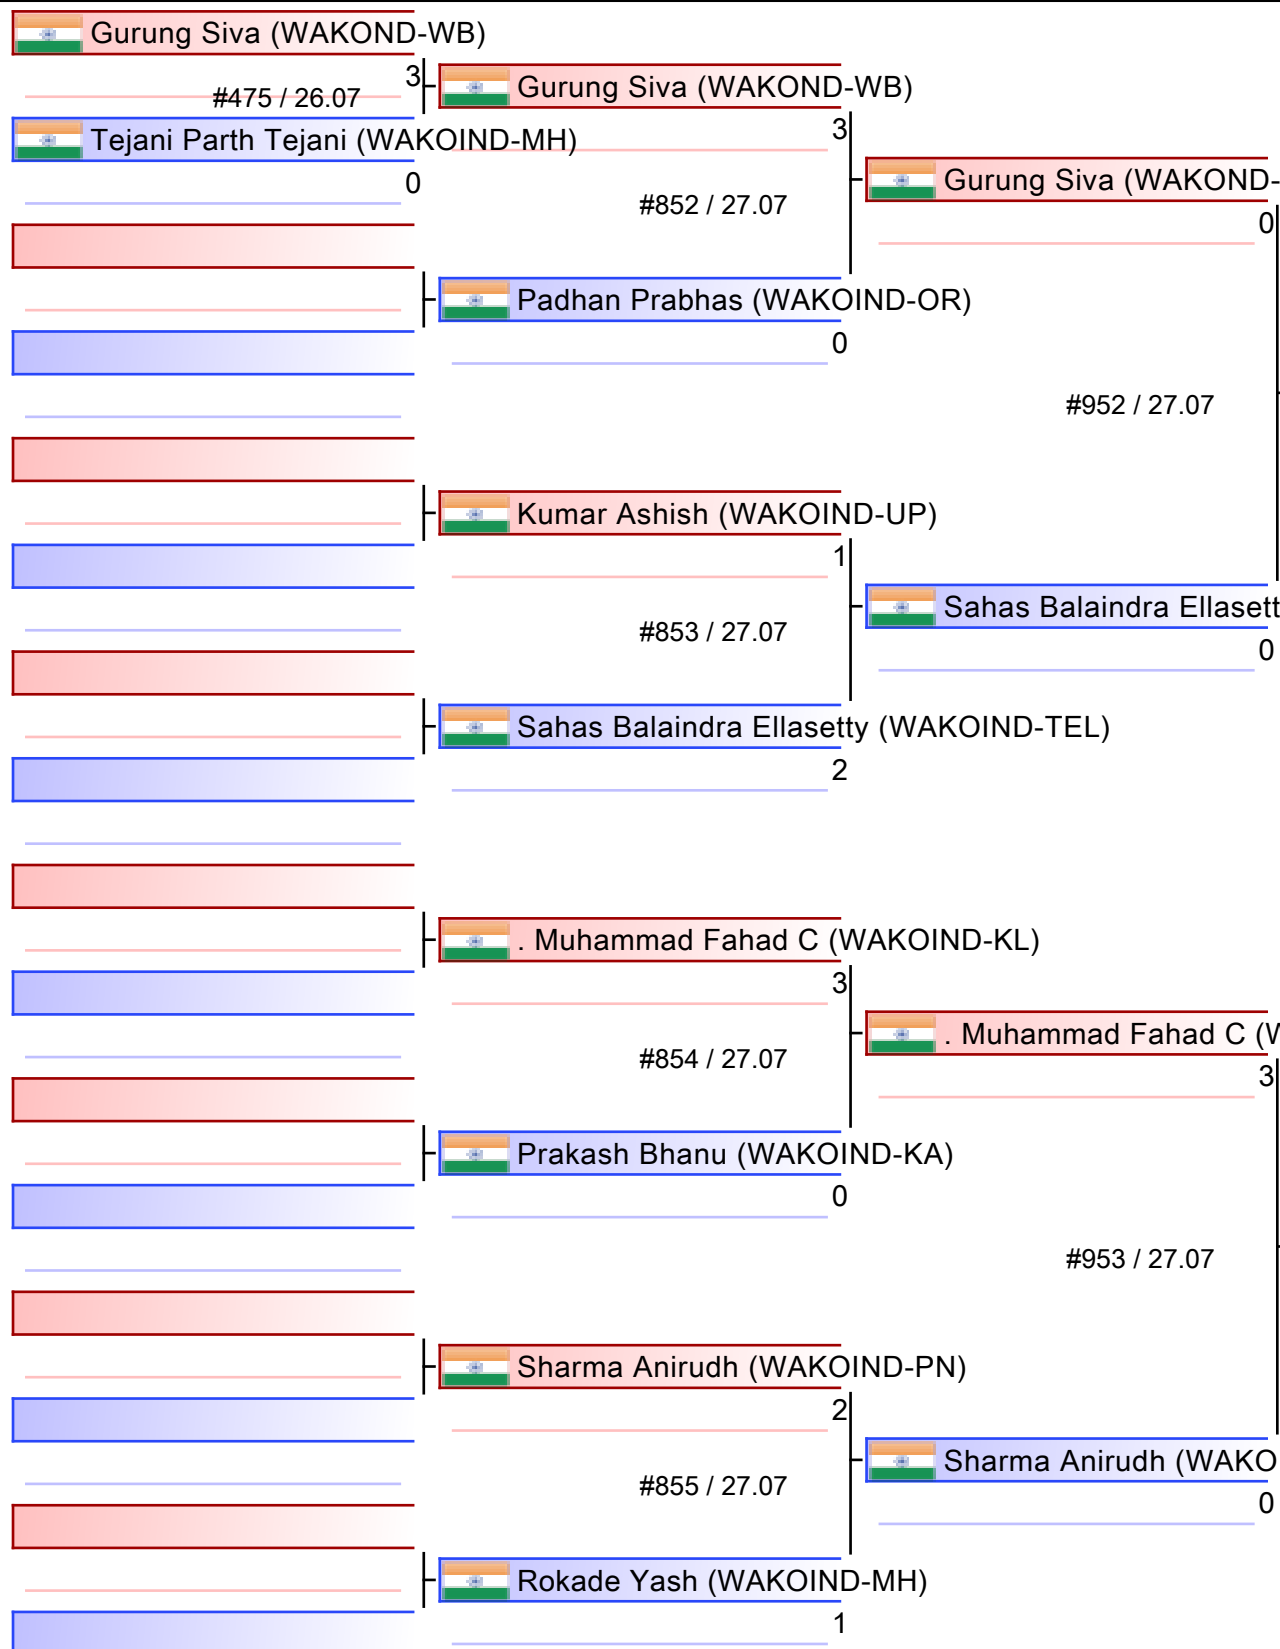 Gurung Siva (WAKOND-WB)
3
#475 / 26.07
Tejani Parth Tejani (WAKOIND-MH)
0
Gurung Siva (WAKOND-WB)
3
#852 / 27.07
Padhan Prabhas (WAKOIND-OR)
0
Kumar Ashish (WAKOIND-UP)
1
#853 / 27.07
Sahas Balaindra Ellasetty (WAKOIND-TEL)
2
. Muhammad Fahad C (WAKOIND-KL)
3
#854 / 27.07
Prakash Bhanu (WAKOIND-KA)
0
Sharma Anirudh (WAKOIND-PN)
2
#855 / 27.07
Rokade Yash (WAKOIND-MH)
1
Gurung Siva (WAKOND-
0
#952 / 27.07
Sahas Balaindra Ellasett
0
. Muhammad Fahad C (W
3
#953 / 27.07
Sharma Anirudh (WAKO
0